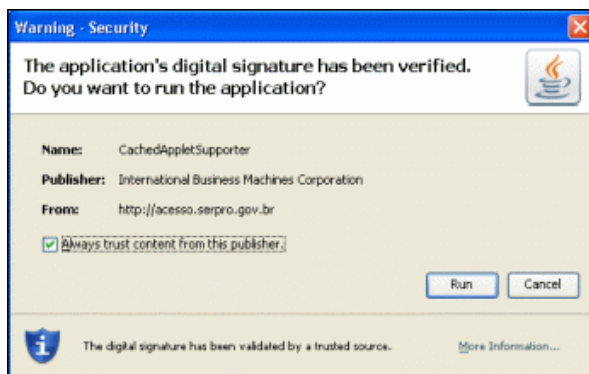 Warning - Security
The application's digital signature has been verified.
Do you want to run the application?
Name: CachedAppletSupporter
Publisher: International Business Machines Corporation
From: http://acesso.serpro.gov.br
Always trust content from this publisher.
Run Cancel
The digital signature has been validated by a trusted source. More Information...